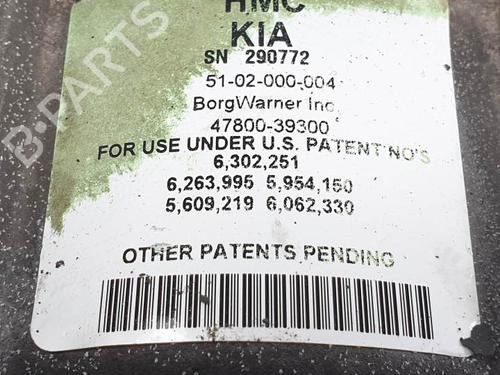 HMC
KIA
SN 290772
51-02-000-004
BorgWarner Inc.
47800-39300
FOR USE UNDER U.S. PATENT NO'S
6,302,251
6,263,995 5,954,150
5,609,219 6,062,330
OTHER PATENTS PENDING
B-PARTS